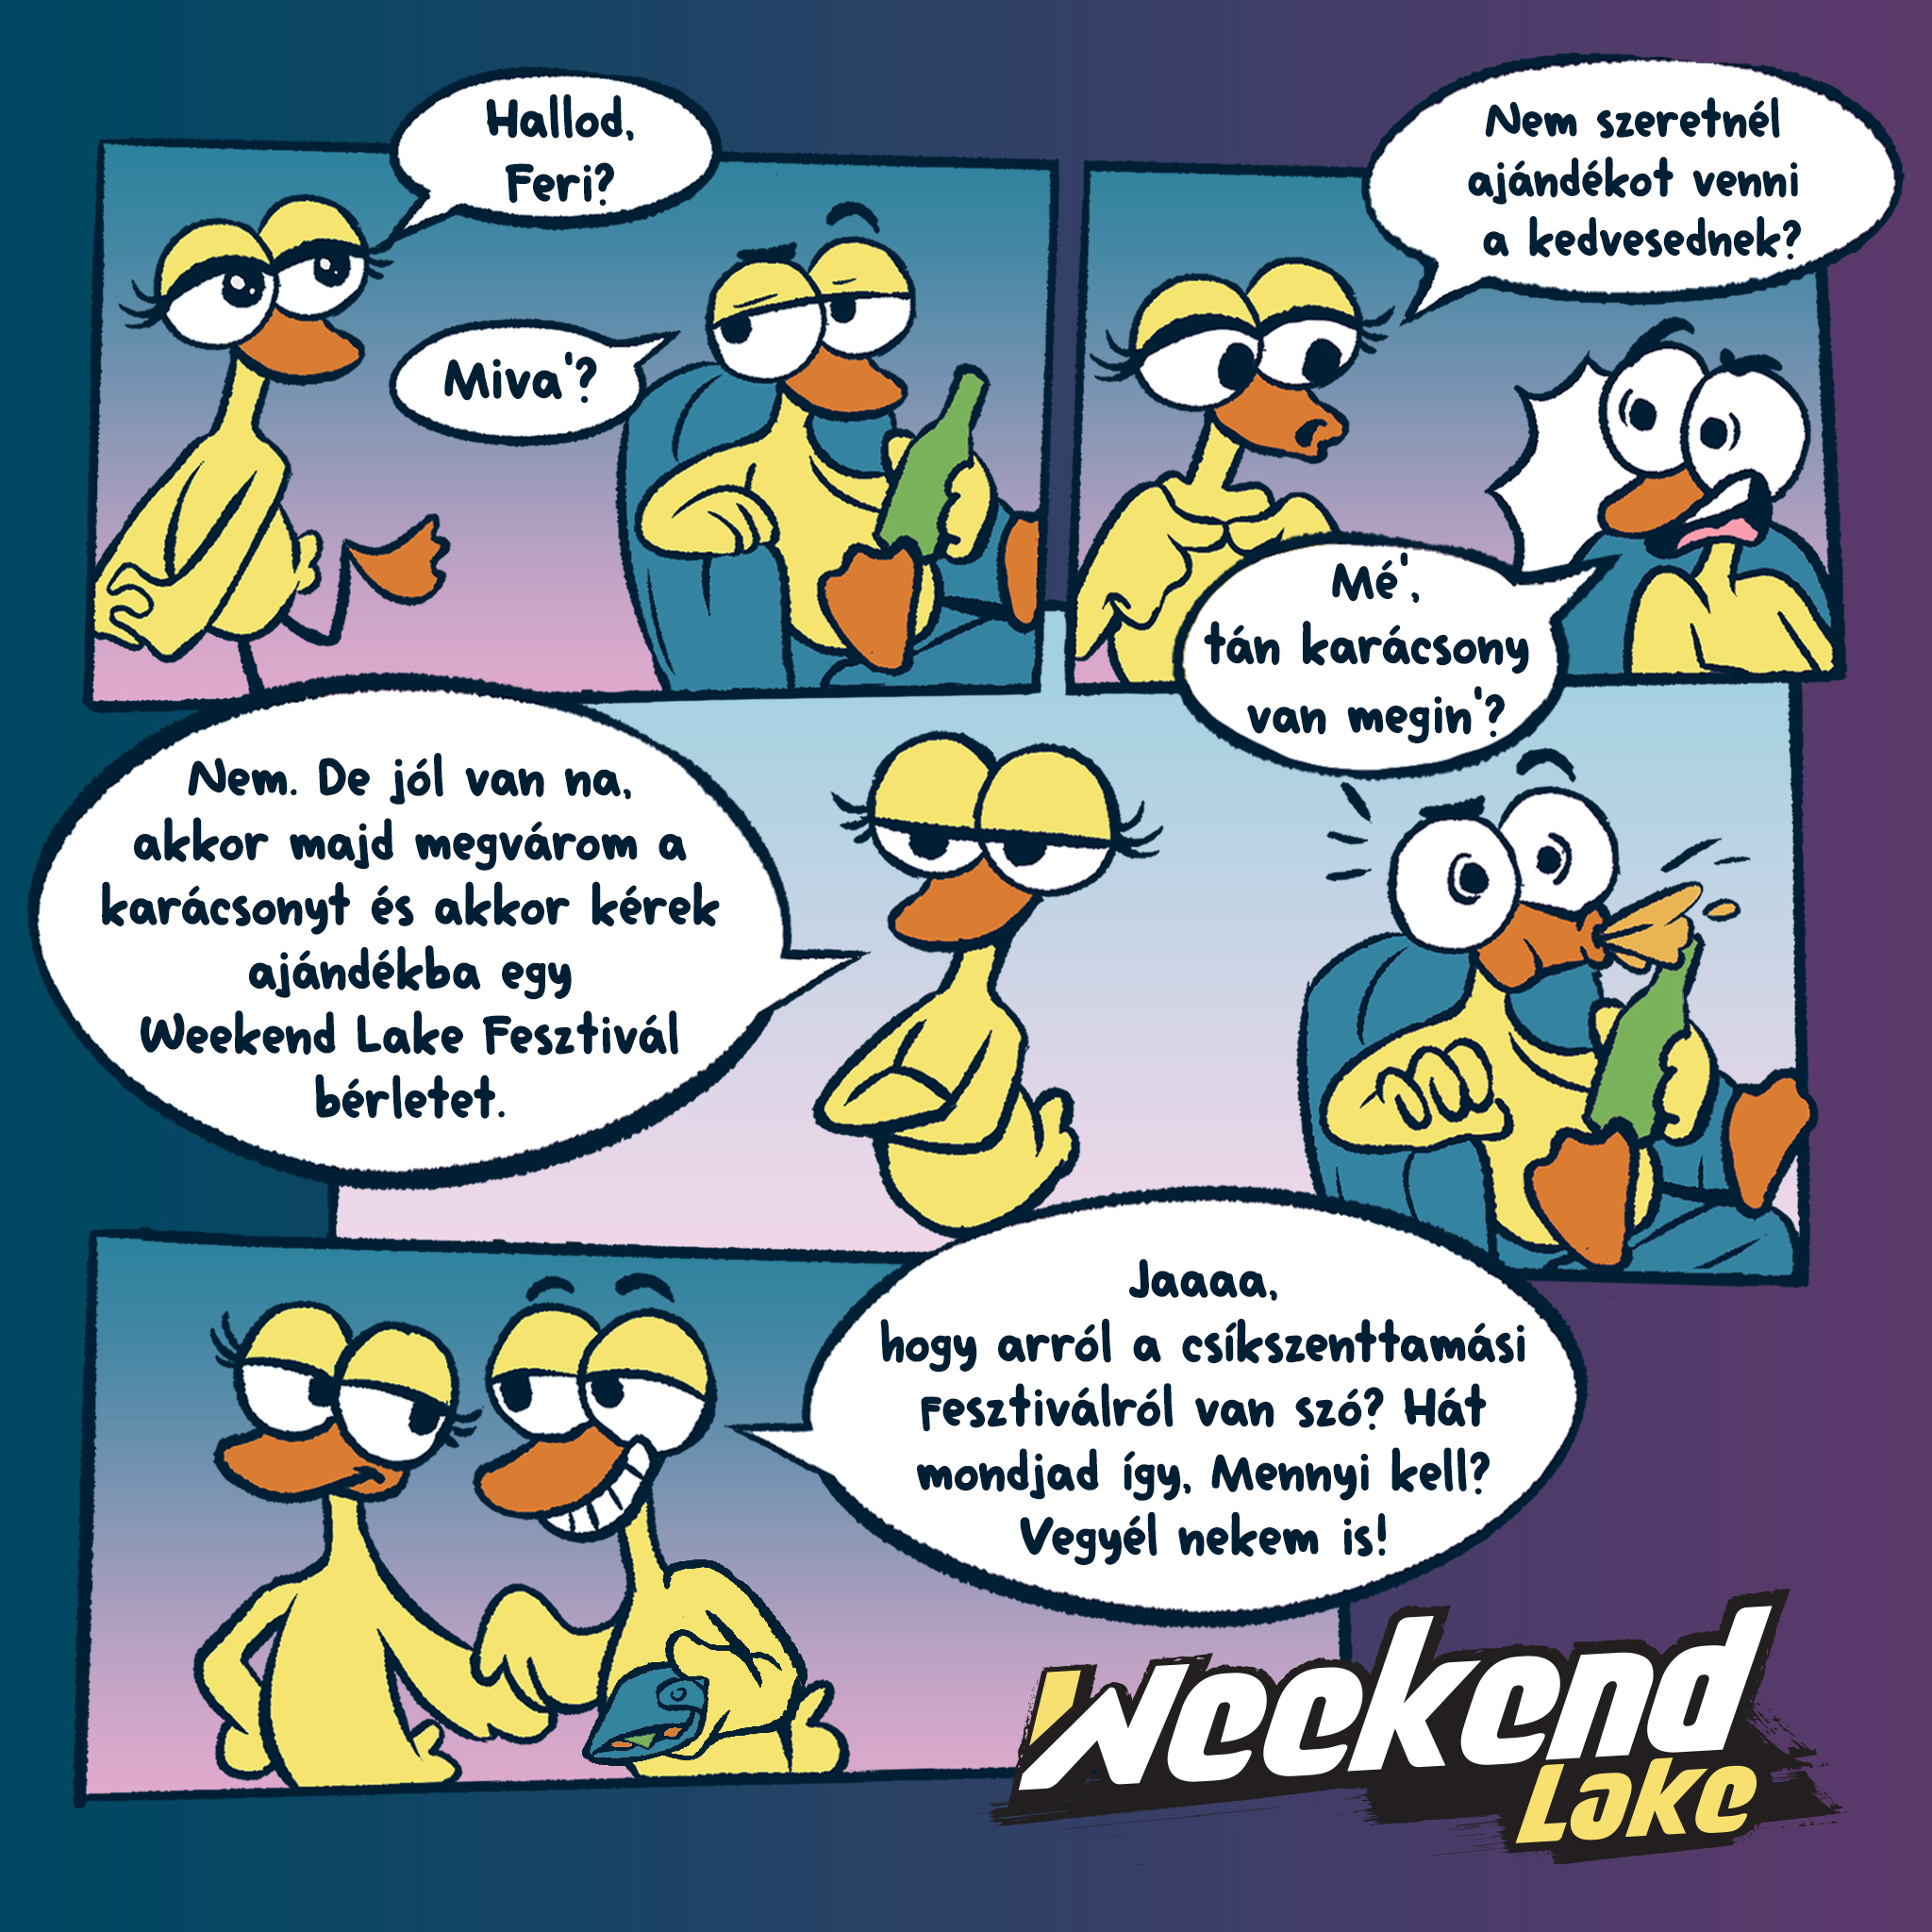 Hallod,
Feri?
Miva'?
Nem szeretnél
ajándékot venni
a kedvesednek?
Mé',
tán karácsony
van megin'?
Nem. De jól van na,
akkor majd megvárom a
karácsonyt és akkor kérek
ajándékba egy
Weekend Lake Fesztivál
bérletet.
Jaaaa,
hogy arról a csíkszenttamási
Fesztiválról van szó? Hát
mondjad így, Mennyi kell?
Vegyél nekem is!
Weekend
Lake